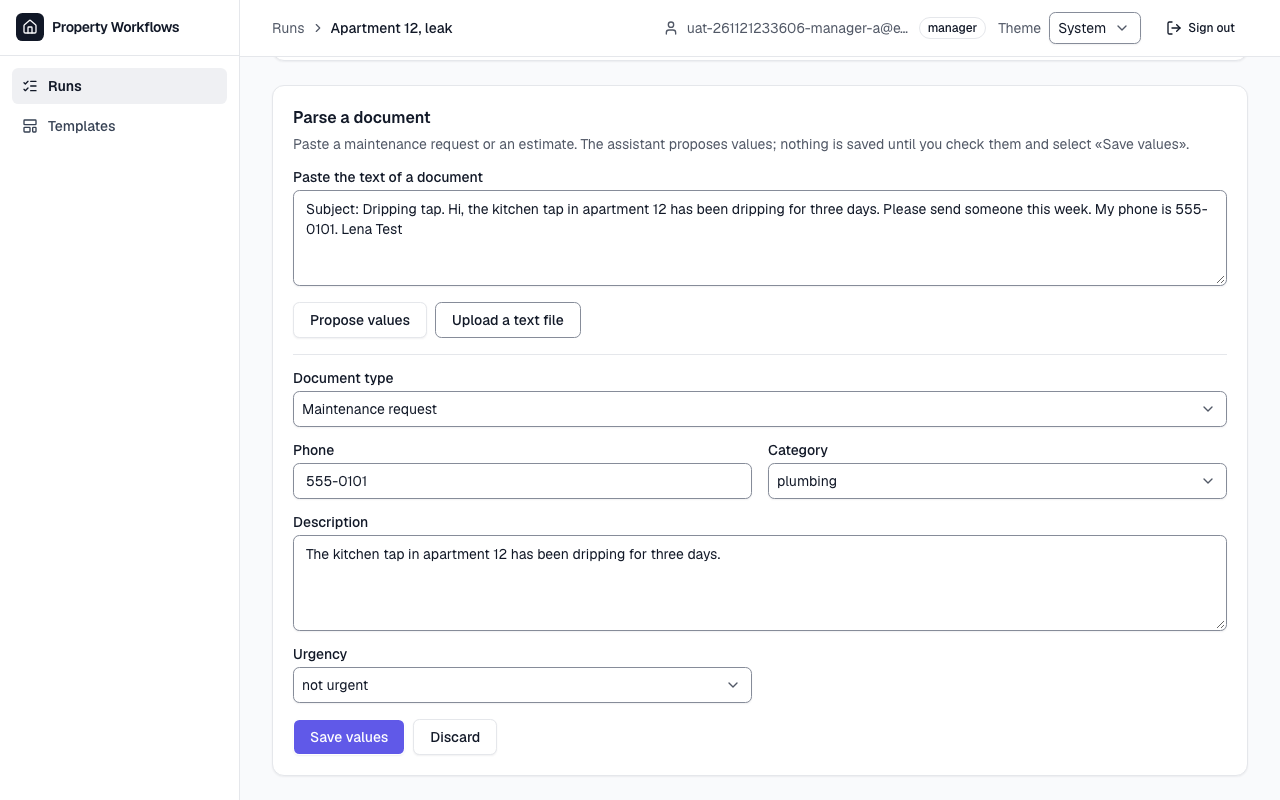 Property Workflows
Runs
Templates
Runs > Apartment 12, leak
uat-261121233606-manager-a@e…
manager
Theme
System
Sign out
Parse a document
Paste a maintenance request or an estimate. The assistant proposes values; nothing is saved until you check them and select «Save values».
Paste the text of a document
Subject: Dripping tap. Hi, the kitchen tap in apartment 12 has been dripping for three days. Please send someone this week. My phone is 555-
0101. Lena Test
Propose values
Upload a text file
Document type
Maintenance request
Phone
Category
555-0101
plumbing
Description
The kitchen tap in apartment 12 has been dripping for three days.
Urgency
not urgent
Save values
Discard